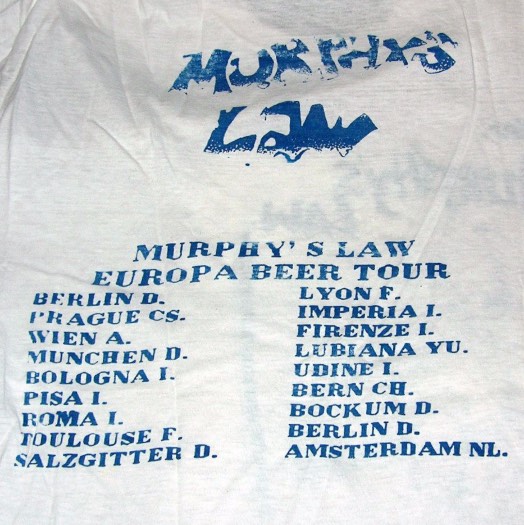 MURPHY'S
LAW
MURPHY'S LAW
EUROPA BEER TOUR
BERLIN D.
PRAGUE CS.
WIEN A.
MUNCHEN D.
BOLOGNA I.
PISA I.
ROMA I.
TOULOUSE F.
SALZGITTER D.
LYON F.
IMPERIA I.
FIRENZE I.
LUBIANA YU.
UDINE I.
BERN CH.
BOCKUM D.
BERLIN D.
AMSTERDAM NL.